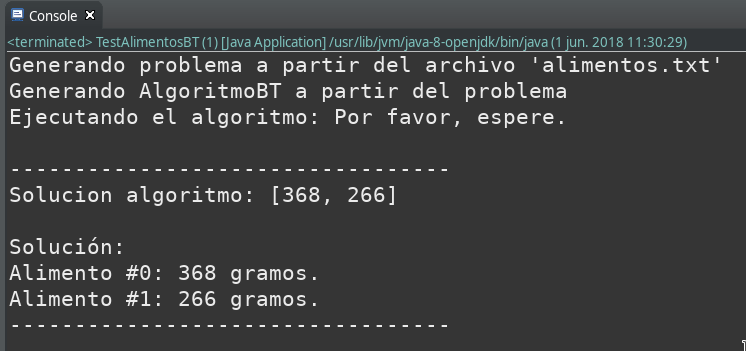 Console
<terminated> TestAlimentosBT (1) [Java Application] /usr/lib/jvm/java-8-openjdk/bin/java (1 jun. 2018 11:30:29)
Generando problema a partir del archivo 'alimentos.txt'
Generando AlgoritmoBT a partir del problema
Ejecutando el algoritmo: Por favor, espere.
----------------------------------
Solucion algoritmo: [368, 266]
Solución:
Alimento #0: 368 gramos.
Alimento #1: 266 gramos.
----------------------------------